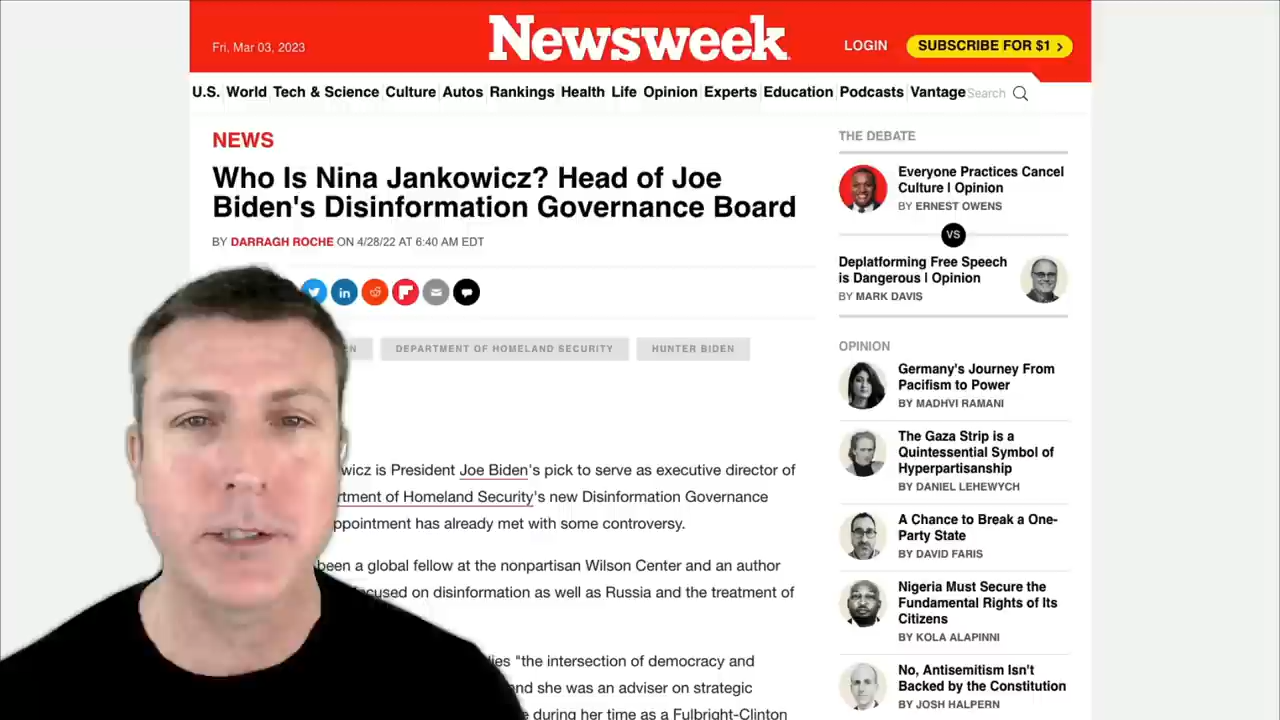 Newsweek
Fri, Mar 03, 2023
LOGIN
SUBSCRIBE FOR $1 >
U.S. World Tech & Science Culture Autos Rankings Health Life Opinion Experts Education Podcasts Vantage Search
NEWS
Who Is Nina Jankowicz? Head of Joe
Biden's Disinformation Governance Board
BY DARRAGH ROCHE ON 4/28/22 AT 6:40 AM EDT
in
DEPARTMENT OF HOMELAND SECURITY
HUNTER BIDEN
is President Joe Biden's pick to serve as executive director of
of Homeland Security's new Disinformation Governance
has already met with some controversy.
been a global fellow at the nonpartisan Wilson Center and an author
on disinformation as well as Russia and the treatment of
"the intersection of democracy and
and she was an adviser on strategic
during her time as a Fulbright-Clinton
THE DEBATE
Everyone Practices Cancel
Culture | Opinion
BY ERNEST OWENS
VS
Deplatforming Free Speech
is Dangerous | Opinion
BY MARK DAVIS
OPINION
Germany's Journey From
Pacifism to Power
BY MADHVI RAMANI
The Gaza Strip is a
Quintessential Symbol of
Hyperpartisanship
BY DANIEL LEHEWYCH
A Chance to Break a One-
Party State
BY DAVID FARIS
Nigeria Must Secure the
Fundamental Rights of Its
Citizens
BY KOLA ALAPINNI
No, Antisemitism Isn't
Backed by the Constitution
BY JOSH HALPERN